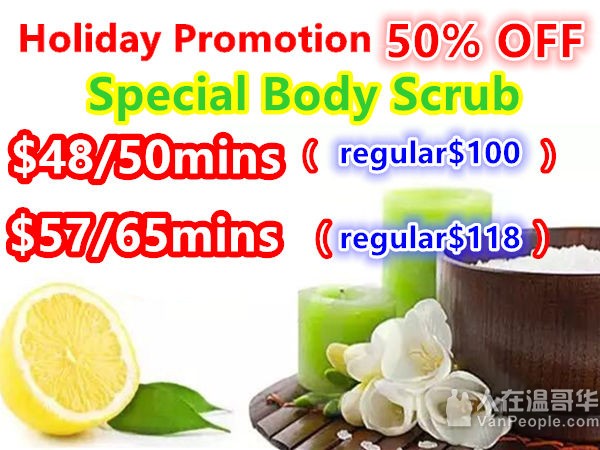 Holiday Promotion 50% OFF
Special Body Scrub
$48/50mins ( regular$100 )
$57/65mins ( regular$118 )
人在温哥华
VanPeople.com